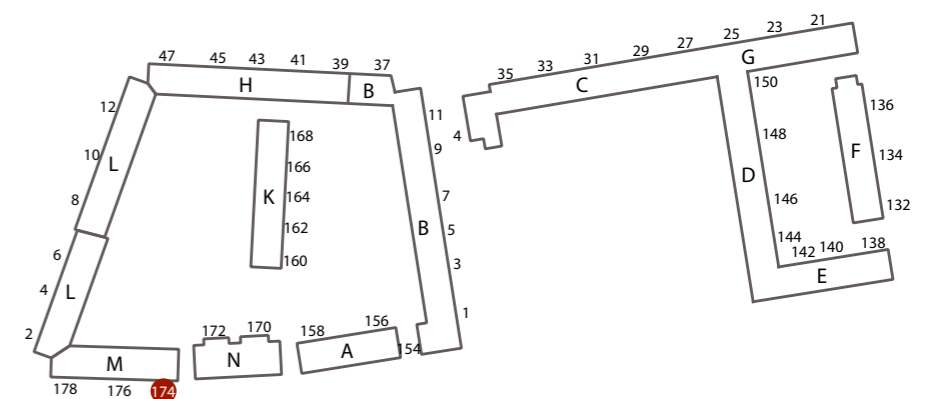 47 45 43 41 39 37
H B
12 10 8
L
6 4 2
L
168
166
164
162
160
K
11
9
7
5
3
1
B
172 170
N
158 156 154
A
M
178 176 174
35 33 31 29 27 25 23 21
C G
4
150
148
146
144
142 140 138
D
E
136
134
132
F